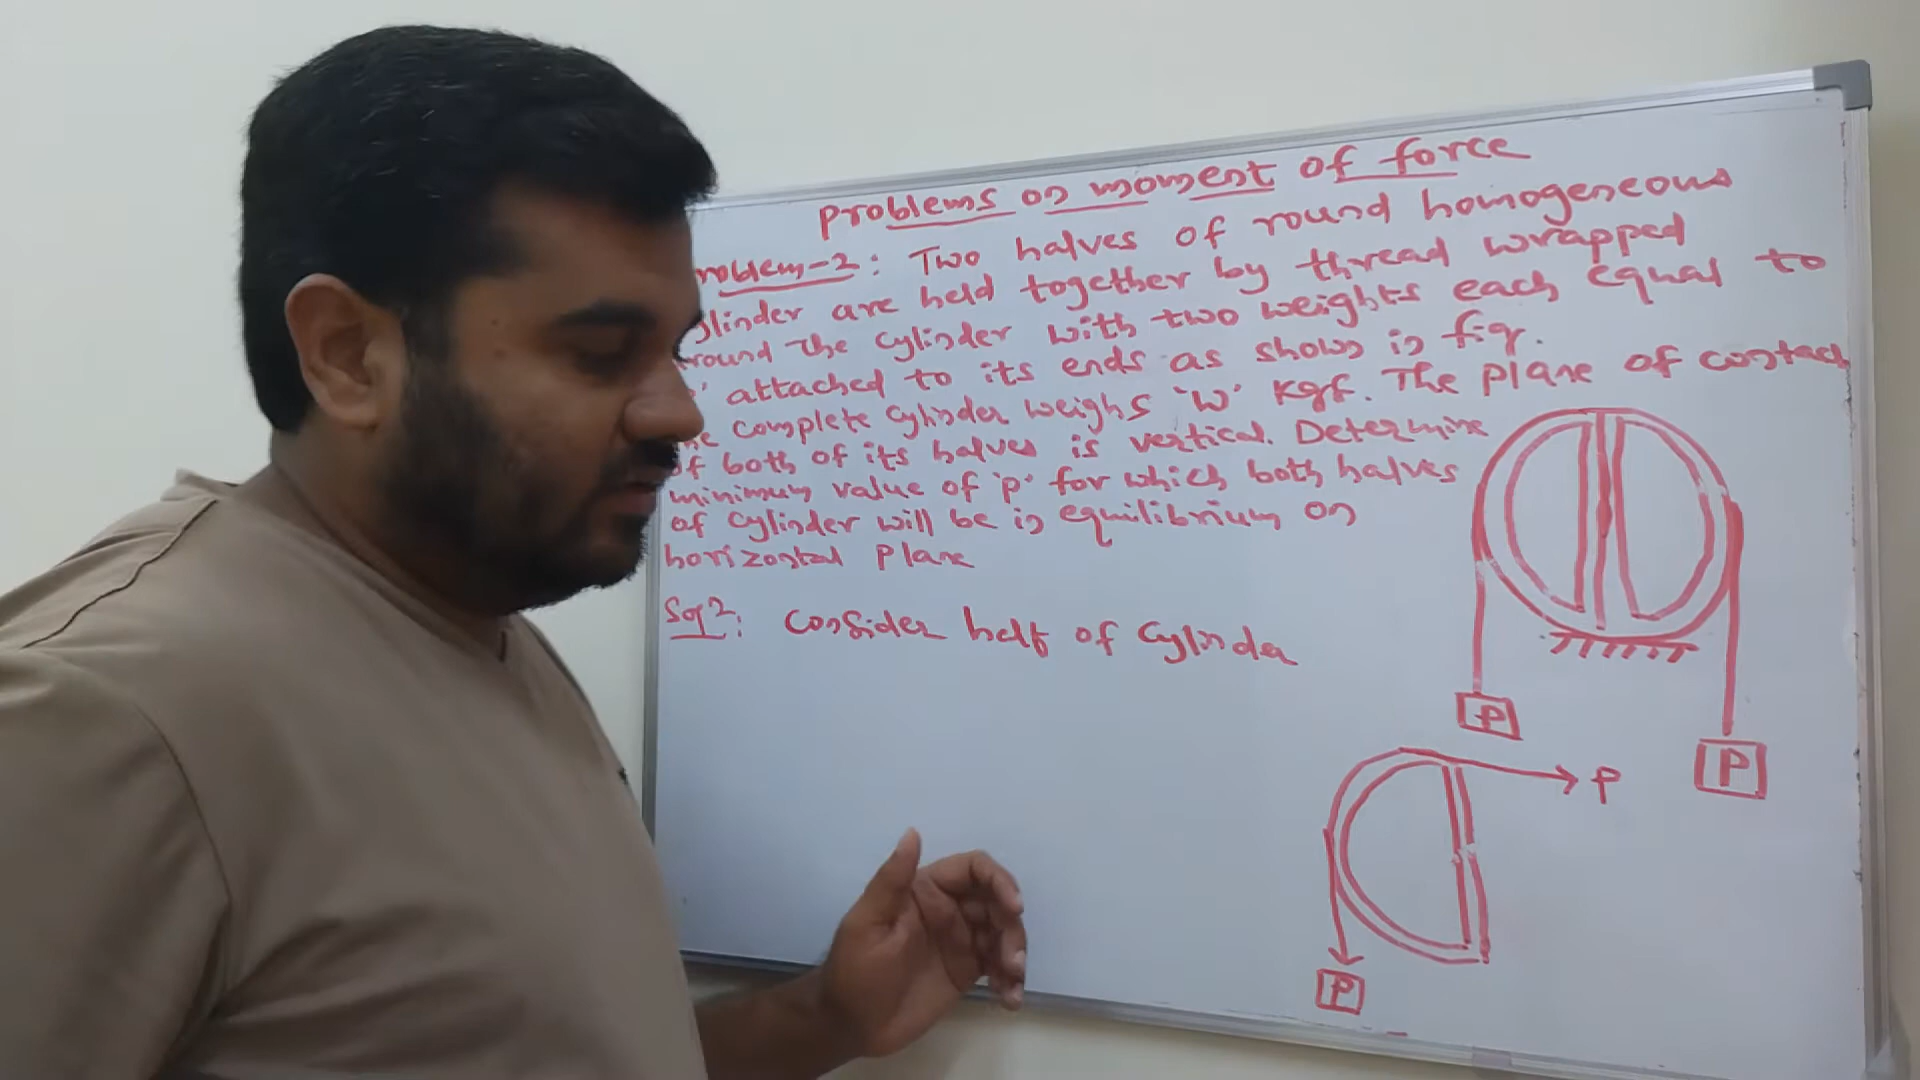 Problems on moment of force
roblem-2: Two halves of round homogeneous
ylinder are held together by thread wrapped
round the cylinder with two weights each equal to
' attached to its ends as shown in fig.
he complete cylinder weighs 'W' Kgf. The plane of contact
of both of its halves is vertical. Determine
minimum value of 'P' for which both halves
of cylinder will be in equilibrium on
horizontal plane
Consider half of cylinder
P
P
P
P